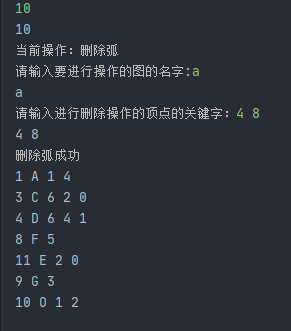 10
10
当前操作: 删除弧
请输入要进行操作的图的名字:a
a
请输入进行删除操作的顶点的关键字: 4 8
4 8
删除弧成功
1 A 1 4
3 C 6 2 0
4 D 6 4 1
8 F 5
11 E 2 0
9 G 3
10 O 1 2